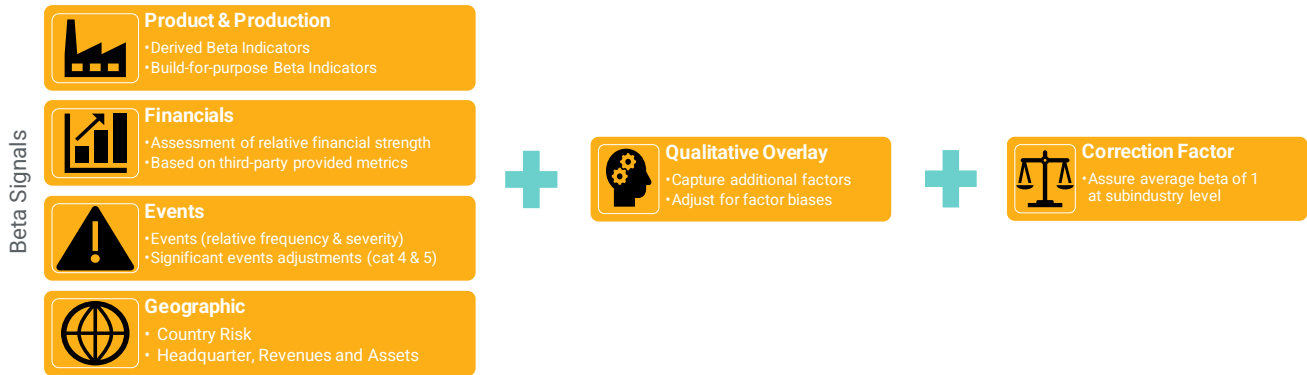 Beta Signals
Product & Production
•Derived Beta Indicators
•Build-for-purpose Beta Indicators
Financials
•Assessment of relative financial strength
•Based on third-party provided metrics
Events
•Events (relative frequency & severity)
•Significant events adjustments (cat 4 & 5)
Geographic
• Country Risk
• Headquarter, Revenues and Assets
Qualitative Overlay
•Capture additional factors
•Adjust for factor biases
Correction Factor
•Assure average beta of 1
at subindustry level